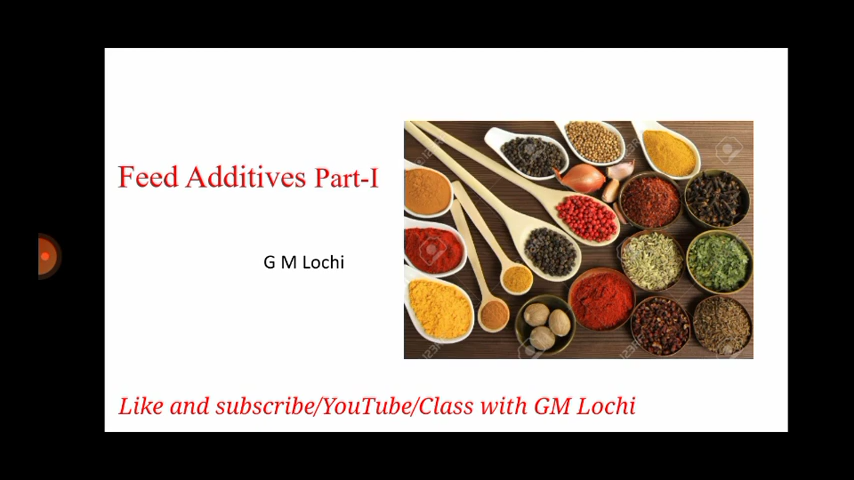 Feed Additives Part-I
G M Lochi
Like and subscribe/YouTube/Class with GM Lochi